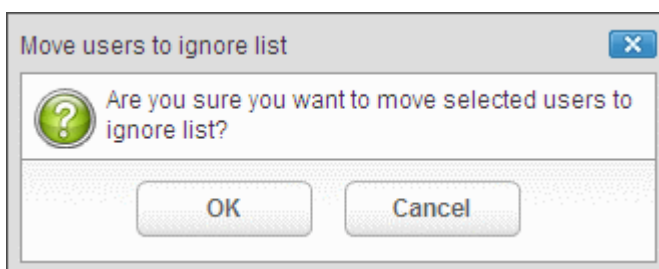 Move users to ignore list
Are you sure you want to move selected users to
ignore list?
OK
Cancel